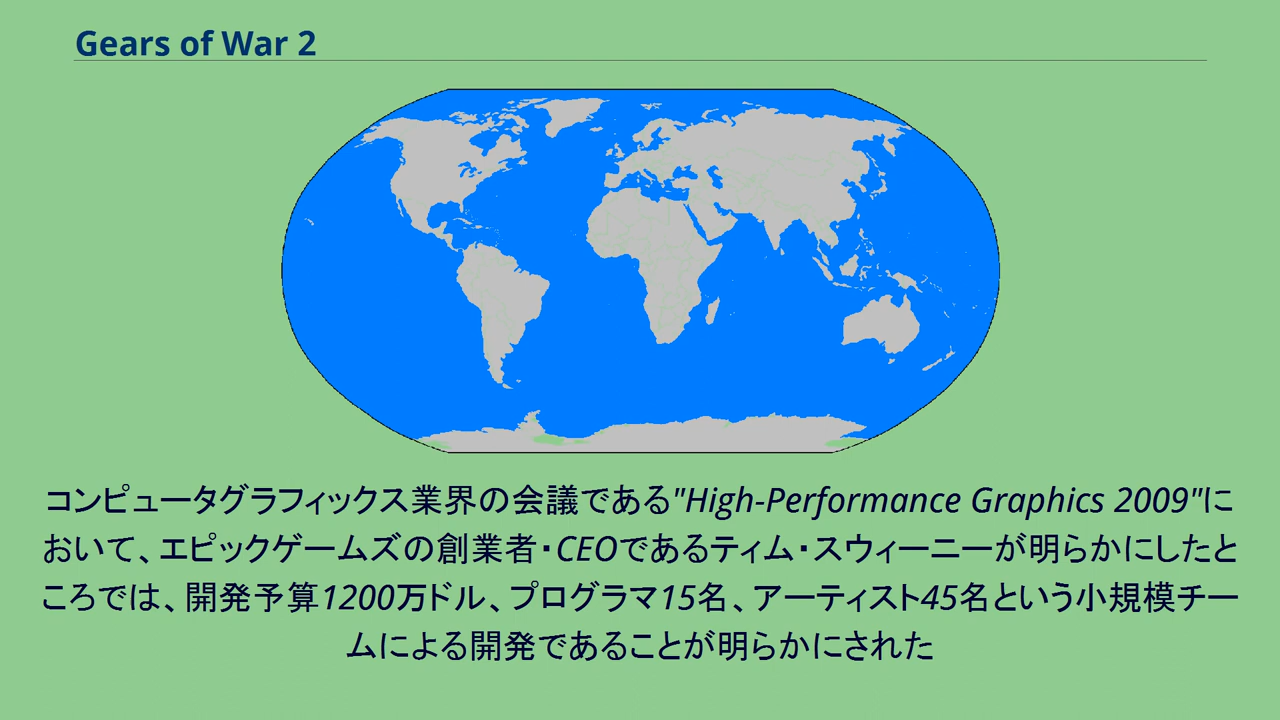 Gears of War 2
コンピュータグラフィックス業界の会議である"High-Performance Graphics 2009"に
おいて、エピックゲームズの創業者・CEOであるティム・スウィーニーが明らかにしたと
ころでは、開発予算1200万ドル、プログラマ15名、アーティスト45名という小規模チー
ムによる開発であることが明らかにされた